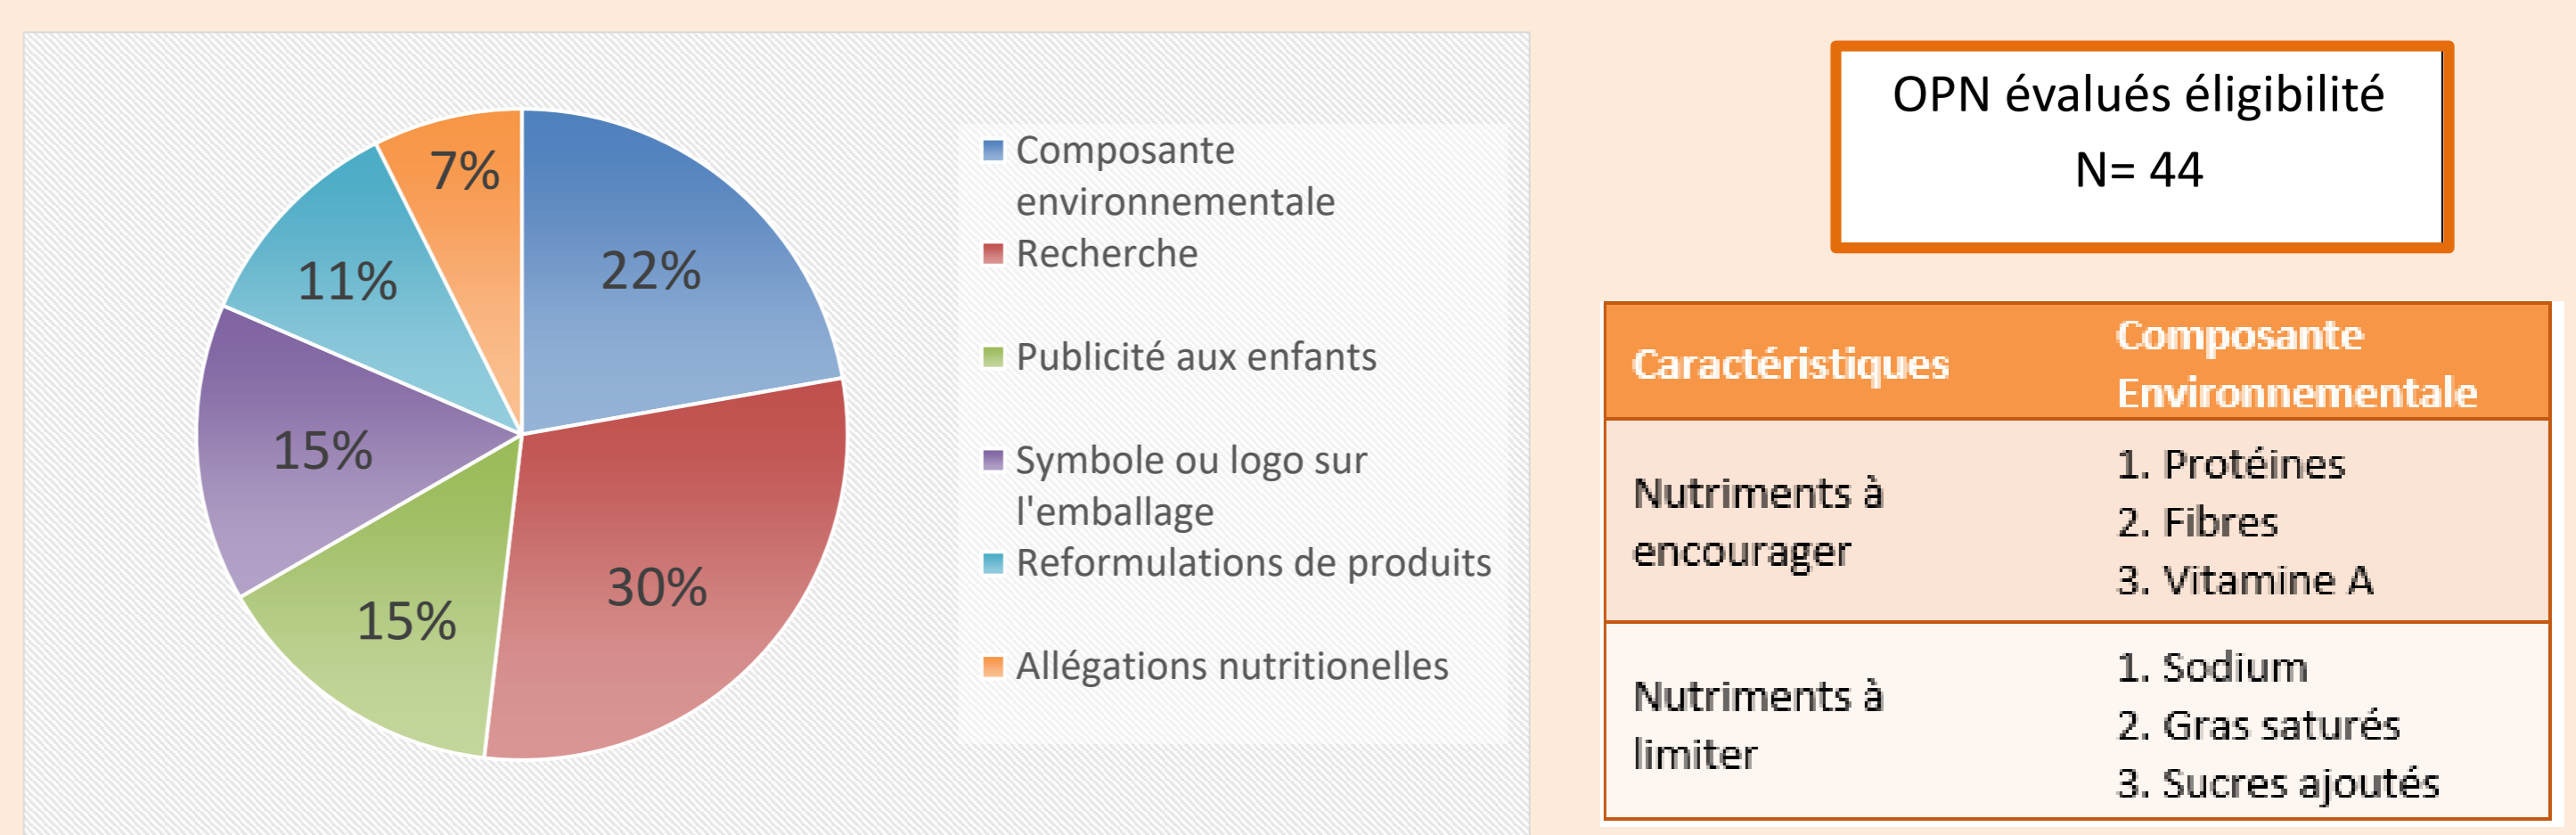 7%
22%
11%
15%
15%
30%
Composante
environnementale
Recherche
Publicité aux enfants
Symbole ou logo sur
l'emballage
Reformulations de produits
Allégations nutritionelles
OPN évalués éligibilité
N= 44
Caractéristiques
Composante
Environnementale
Nutriments à
encourager
1. Protéines
2. Fibres
3. Vitamine A
Nutriments à
limiter
1. Sodium
2. Gras saturés
3. Sucres ajoutés